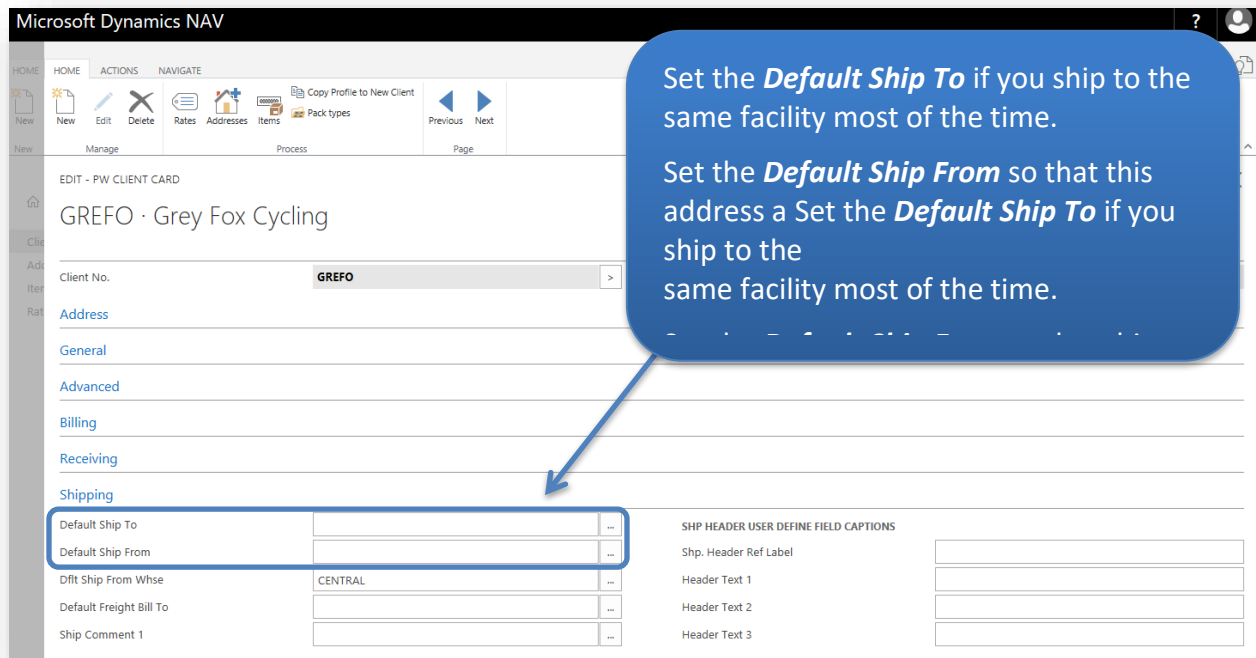 Microsoft Dynamics NAV
?
HOME
HOME ACTIONS NAVIGATE
New
New Edit Delete Rates Addresses Items Copy Profile to New Client
Pack types
Previous Next
New
Manage Process Page
EDIT - PW CLIENT CARD
GREFO · Grey Fox Cycling
Client No. GREFO >
Address
General
Advanced
Billing
Receiving
Shipping
Default Ship To ...
Default Ship From ...
Dflt Ship From Whse CENTRAL ...
Default Freight Bill To ...
Ship Comment 1 ...
SHP HEADER USER DEFINE FIELD CAPTIONS
Shp. Header Ref Label
Header Text 1
Header Text 2
Header Text 3
Set the Default Ship To if you ship to the
same facility most of the time.
Set the Default Ship From so that this
address a Set the Default Ship To if you
ship to the
same facility most of the time.